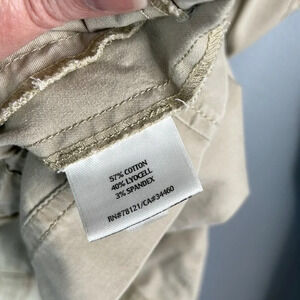 57% COTTON
40% LYOCELL
3% SPANDEX
RN#78121/CA#34460